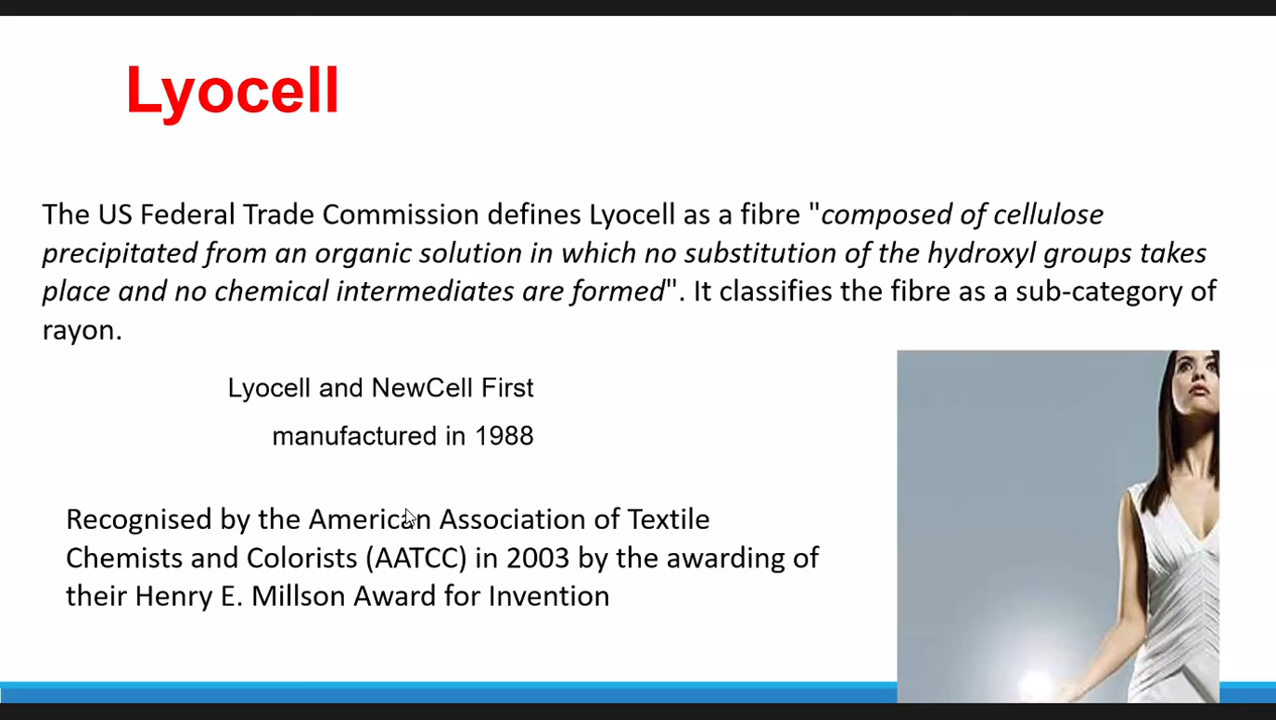 Lyocell
The US Federal Trade Commission defines Lyocell as a fibre "composed of cellulose
precipitated from an organic solution in which no substitution of the hydroxyl groups takes
place and no chemical intermediates are formed". It classifies the fibre as a sub-category of
rayon.
Lyocell and NewCell First
manufactured in 1988
Recognised by the American Association of Textile
Chemists and Colorists (AATCC) in 2003 by the awarding of
their Henry E. Millson Award for Invention